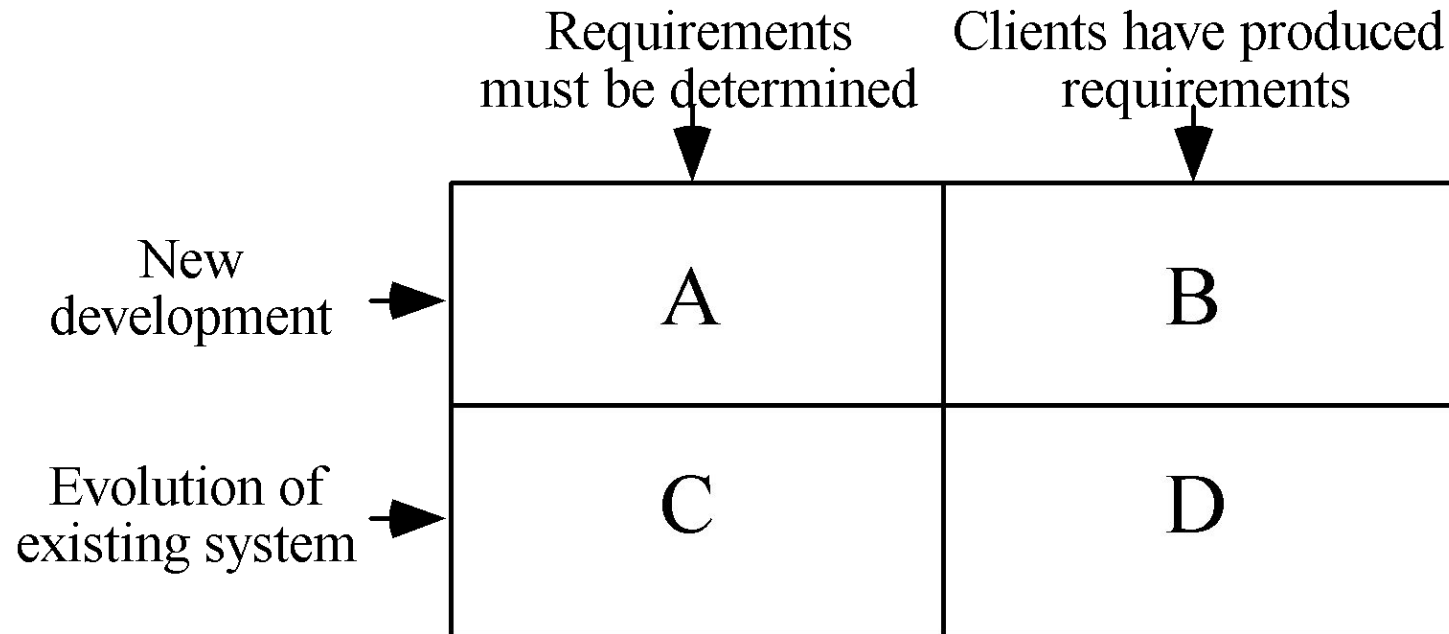 Requirements
must be determined
Clients have produced
requirements
New
development
A
B
Evolution of
existing system
C
D